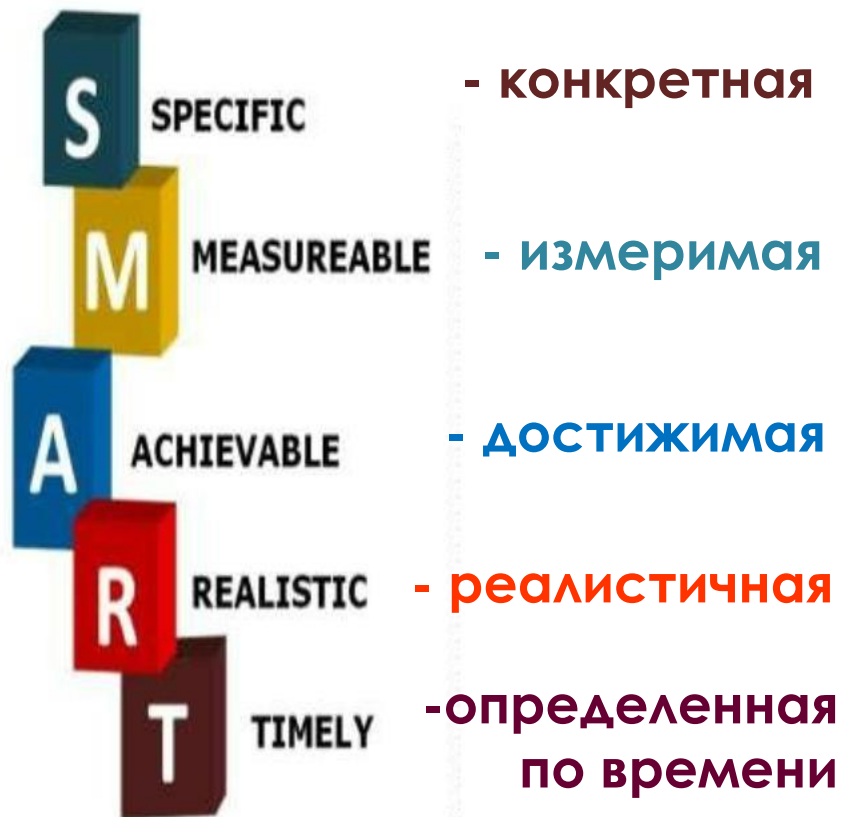 S SPECIFIC - конкретная
M MEASUREABLE - измеримая
A ACHIEVABLE - достижимая
R REALISTIC - реалистичная
T TIMELY -определенная
по времени